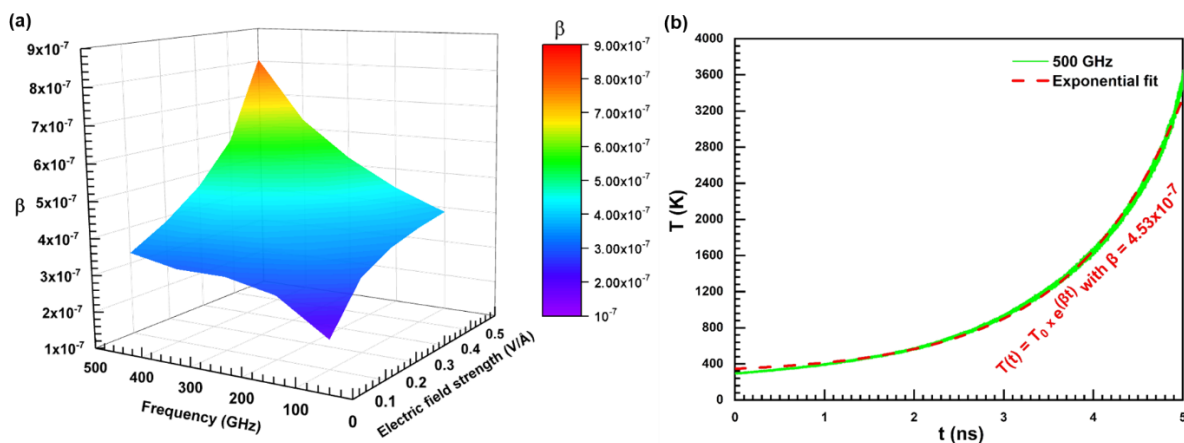 (a)
β
9x10⁻⁷
8x10⁻⁷
7x10⁻⁷
6x10⁻⁷
5x10⁻⁷
4x10⁻⁷
3x10⁻⁷
2x10⁻⁷
1x10⁻⁷
500
400
300
200
100
0
Frequency (GHz)
0.1
0.2
0.3
0.4
0.5
Electric field strength (V/Å)
β
9.00x10⁻⁷
8.00x10⁻⁷
7.00x10⁻⁷
6.00x10⁻⁷
5.00x10⁻⁷
4.00x10⁻⁷
3.00x10⁻⁷
2.00x10⁻⁷
10⁻⁷
(b)
T (K)
4000
3600
3200
2800
2400
2000
1600
1200
800
400
0
500 GHz
Exponential fit
T(t) = T₀ x e^(βt) with β = 4.53x10⁻⁷
0
1
2
3
4
5
t (ns)